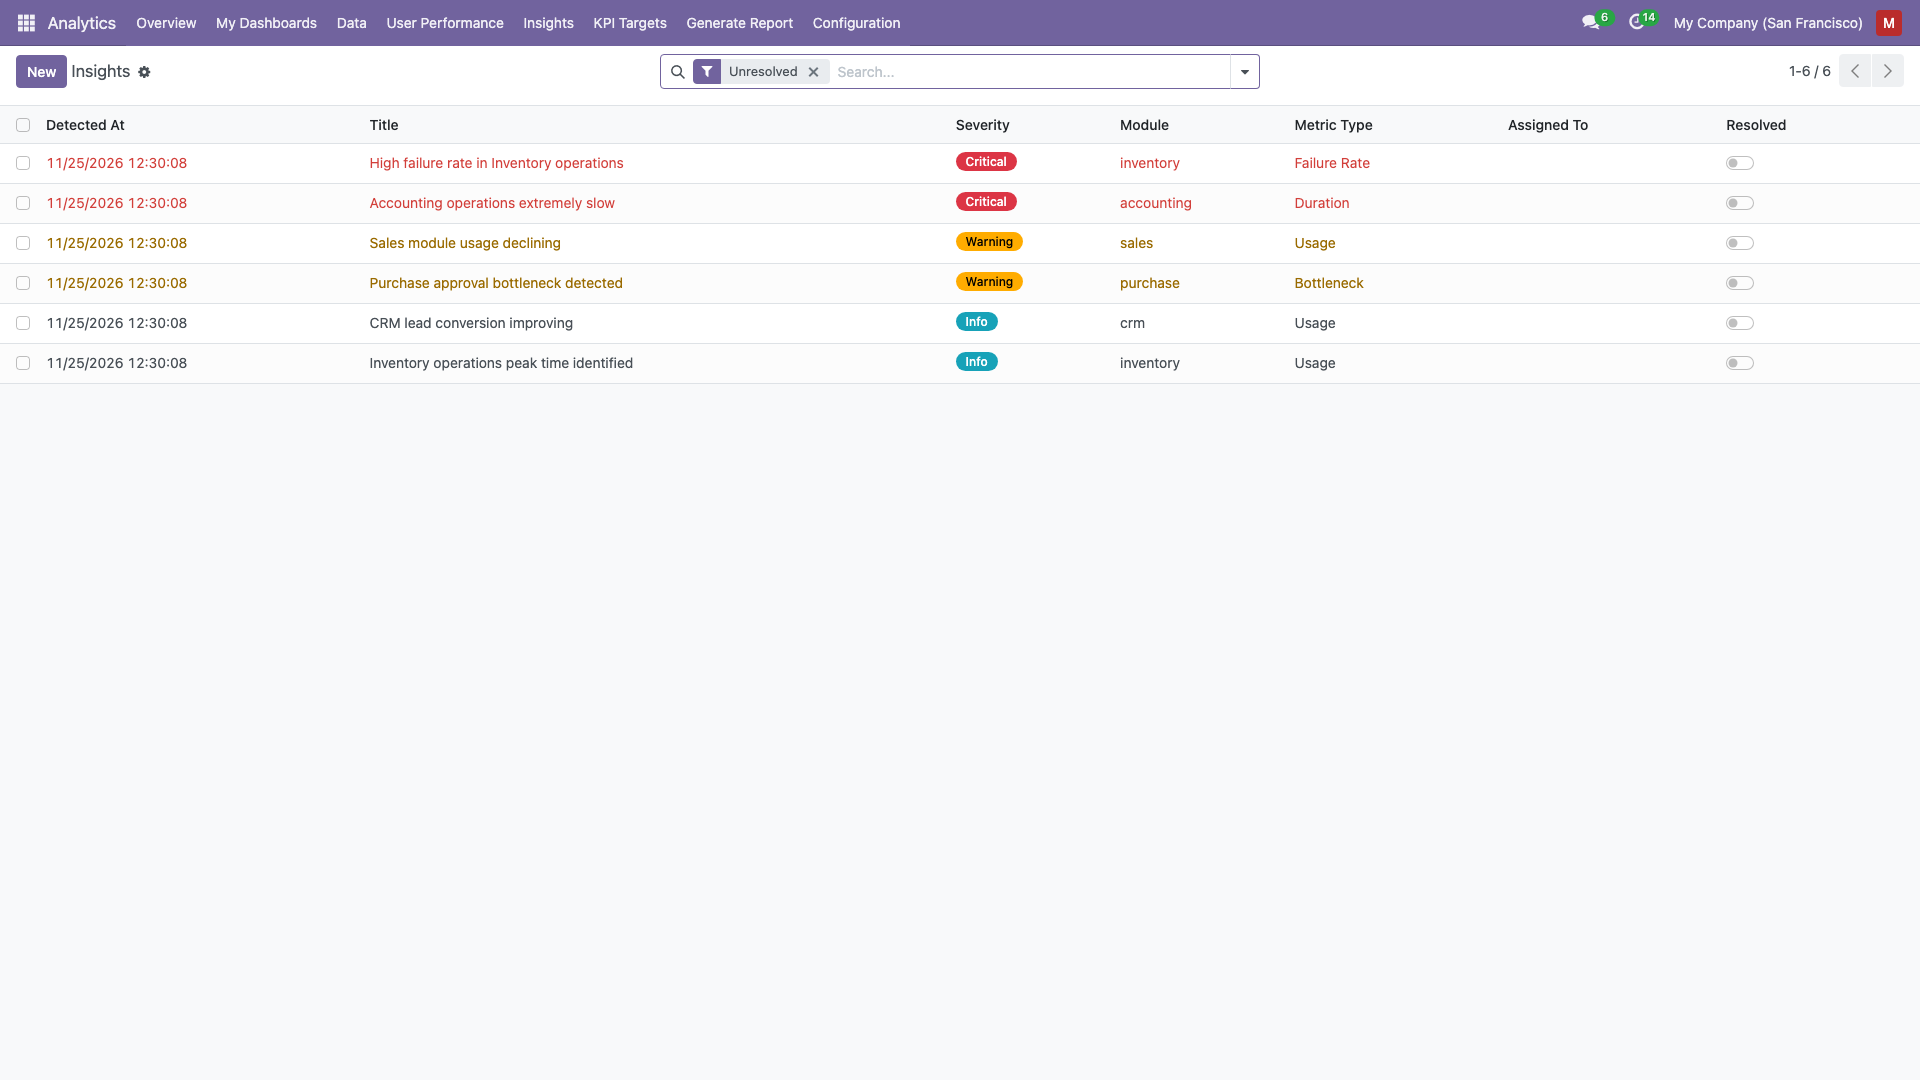 Analytics Overview My Dashboards Data User Performance Insights KPI Targets Generate Report Configuration 6 14 My Company (San Francisco) M
New Insights Unresolved Search... 1-6 / 6
Detected At Title Severity Module Metric Type Assigned To Resolved
11/25/2026 12:30:08 High failure rate in Inventory operations Critical inventory Failure Rate
11/25/2026 12:30:08 Accounting operations extremely slow Critical accounting Duration
11/25/2026 12:30:08 Sales module usage declining Warning sales Usage
11/25/2026 12:30:08 Purchase approval bottleneck detected Warning purchase Bottleneck
11/25/2026 12:30:08 CRM lead conversion improving Info crm Usage
11/25/2026 12:30:08 Inventory operations peak time identified Info inventory Usage